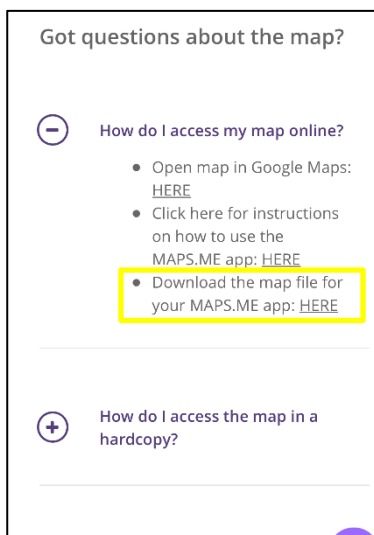 Got questions about the map?
How do I access my map online?
Open map in Google Maps:
HERE
Click here for instructions
on how to use the
MAPS.ME app: HERE
Download the map file for
your MAPS.ME app: HERE
How do I access the map in a
hardcopy?